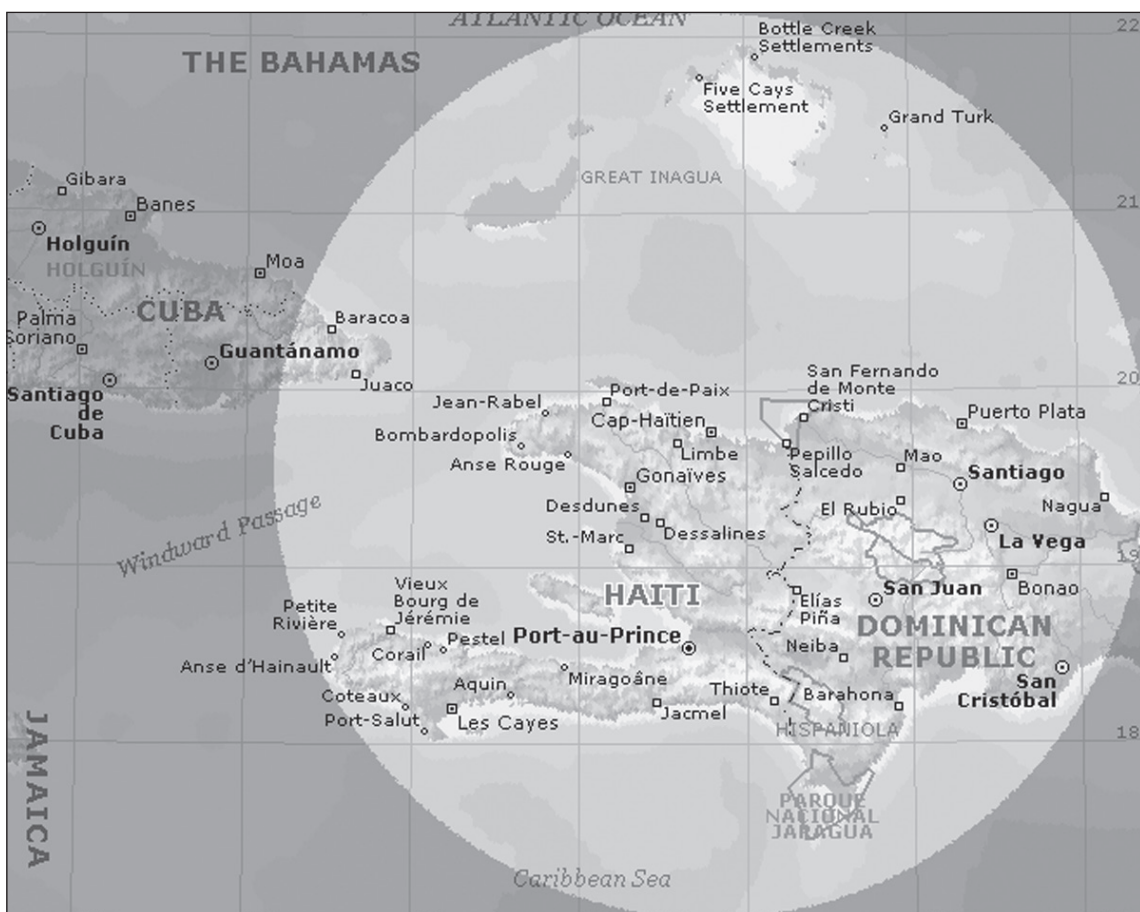 ATLANTIC OCEAN
Bottle Creek
Settlements
22
THE BAHAMAS
Five Cays
Settlement
Grand Turk
GREAT INAGUA
Gibara
Banes
21
Holguín
HOLGUÍN
Moa
CUBA
Palma
Soriano
Baracoa
Guantánamo
Juaco
Santiago
de
Cuba
20
San Fernando
de Monte
Cristi
Port-de-Paix
Jean-Rabel
Cap-Haïtien
Puerto Plata
Bombardopolis
Limbe
Anse Rouge
Pepillo
Salcedo
Mao
Santiago
Gonaïves
Desdunes
El Rubio
Nagua
Dessalines
St.-Marc
La Vega
Windward Passage
19
Vieux
Bourg de
Jérémie
HAITI
San Juan
Bonao
Petite
Rivière
Elías
Piña
DOMINICAN
REPUBLIC
Pestel
Port-au-Prince
Corail
Neiba
Anse d'Hainault
Miragoâne
San
Cristóbal
Aquin
Thiote
Barahona
Coteaux
Port-Salut
Les Cayes
Jacmel
HISPANIOLA
18
JAMAICA
PARQUE
NACIONAL
JARAGUA
Caribbean Sea